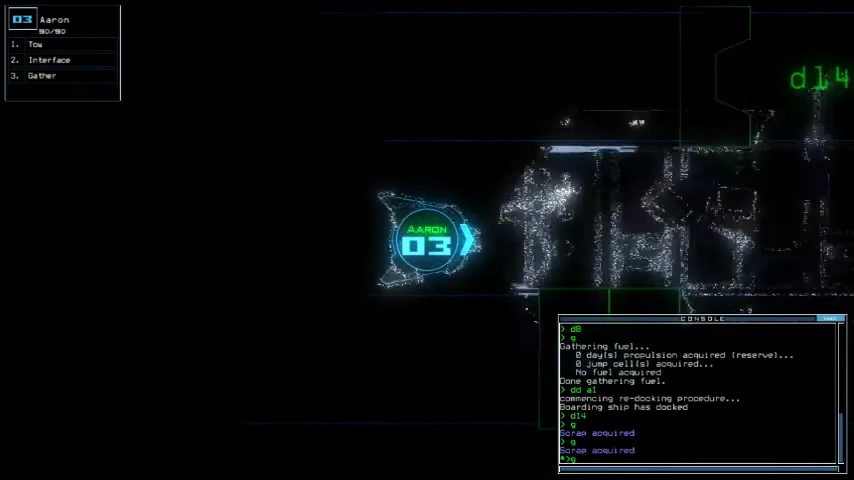 03 Aaron
90/90
1. Tow
2. Interface
3. Gather
d14
AARON
03
CONSOLE
> d8
> g
Gathering fuel...
0 day(s) propulsion acquired (reserve)...
0 jump cell(s) acquired...
No fuel acquired
Done gathering fuel.
> dd a1
commencing re-docking procedure...
Boarding ship has docked
> d14
> g
Scrap acquired
> g
Scrap acquired
*>g